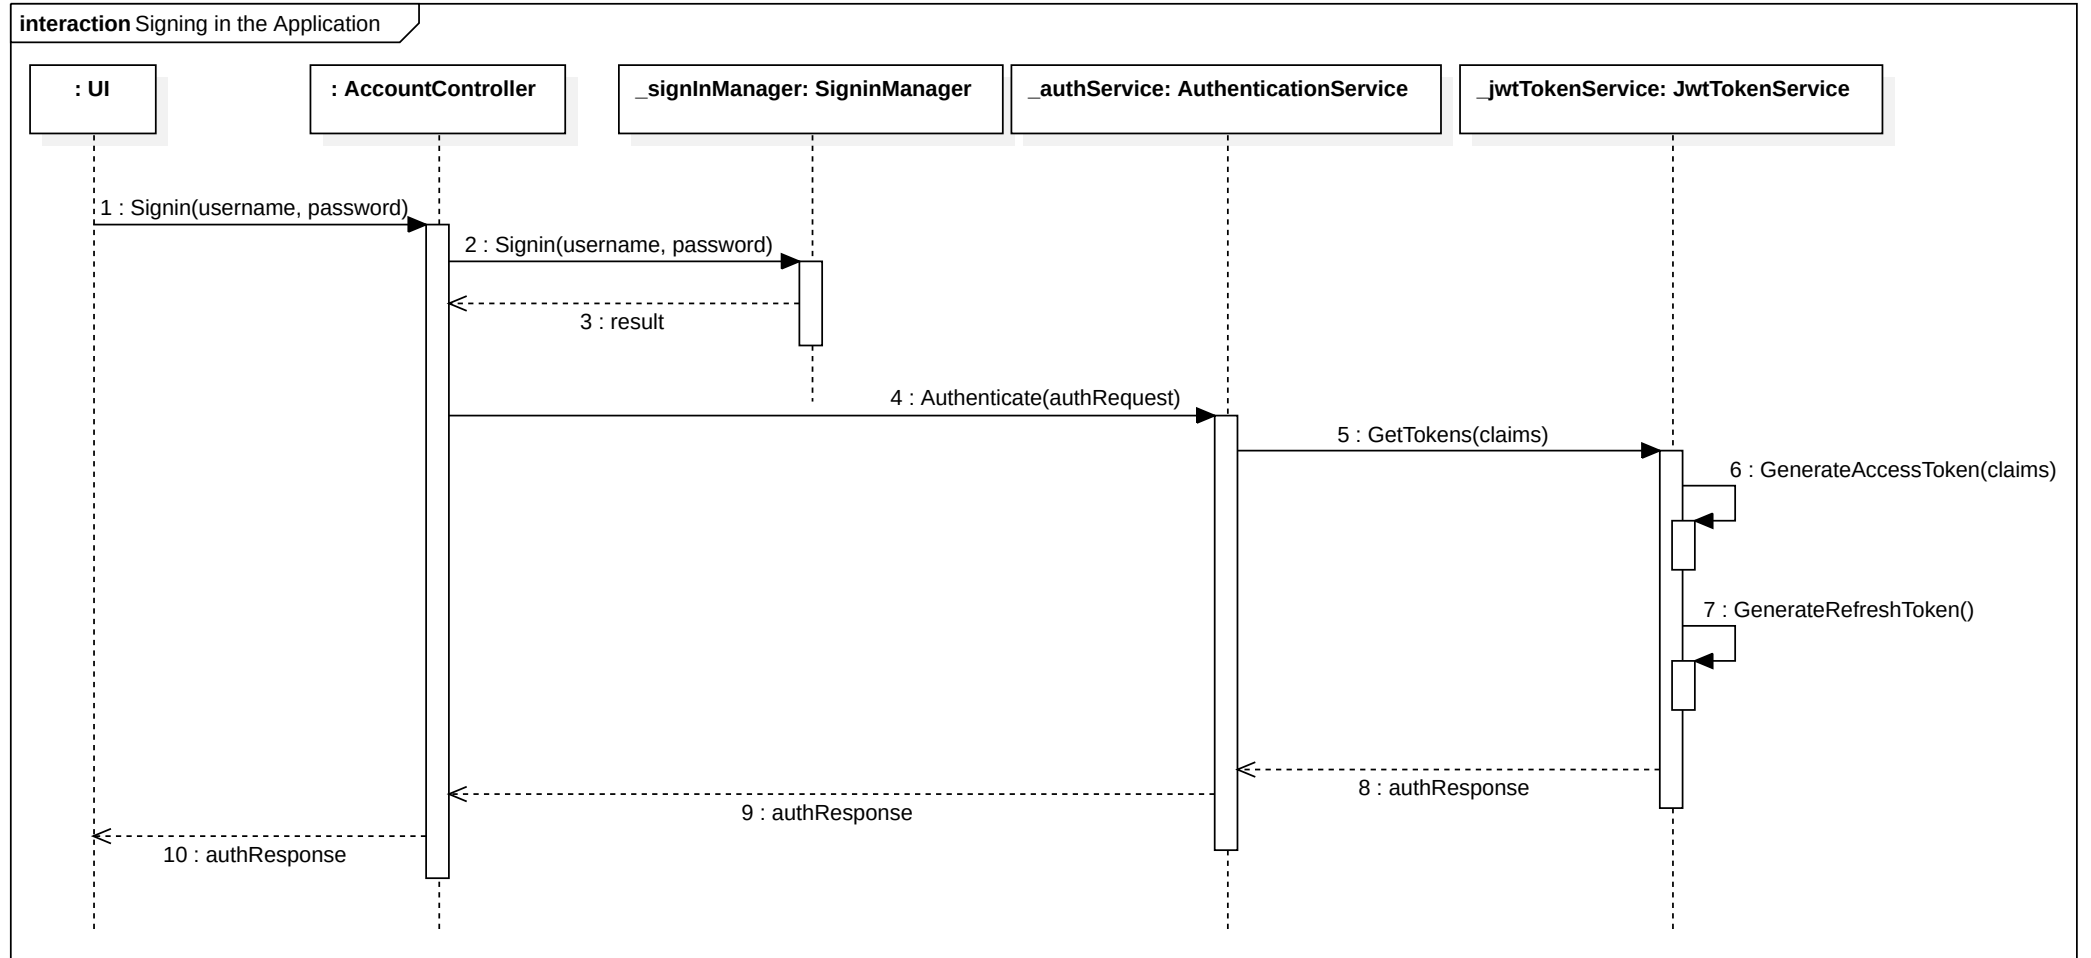 interaction Signing in the Application
: UI
: AccountController
_signInManager: SigninManager
_authService: AuthenticationService
_jwtTokenService: JwtTokenService
1 : Signin(username, password)
2 : Signin(username, password)
3 : result
4 : Authenticate(authRequest)
5 : GetTokens(claims)
6 : GenerateAccessToken(claims)
7 : GenerateRefreshToken()
8 : authResponse
9 : authResponse
10 : authResponse